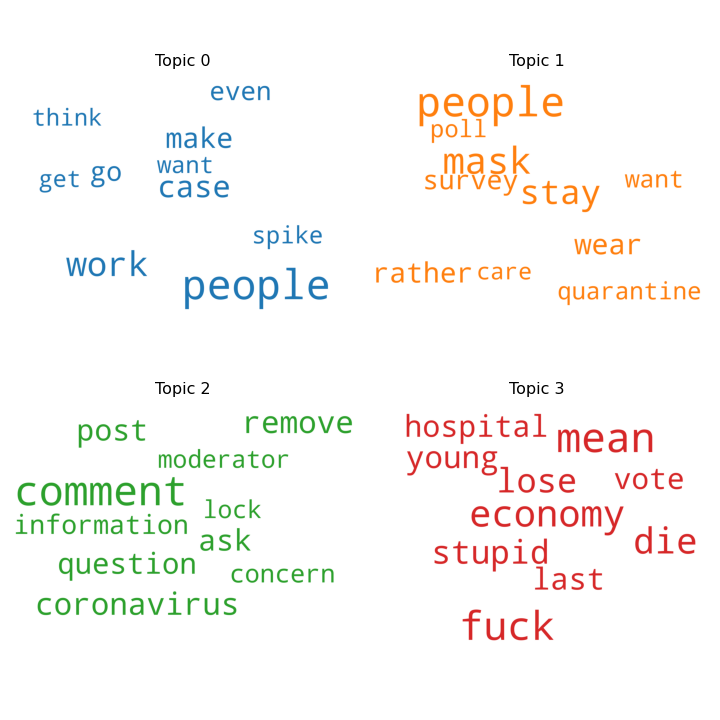 Topic 0
even
think
make
want
get go
case
spike
work
people
Topic 1
people
poll
mask
survey
want
stay
wear
rather care
quarantine
Topic 2
remove
post
moderator
comment
lock
information
ask
question
concern
coronavirus
Topic 3
hospital
mean
young
lose
vote
economy
die
stupid
last
fuck